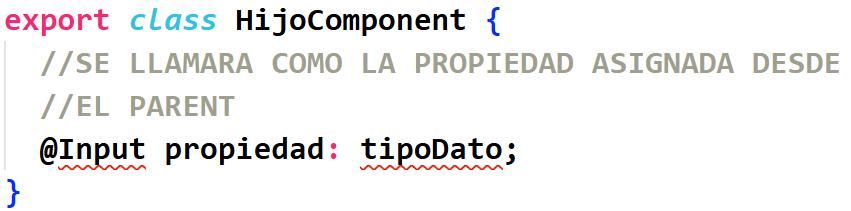 export class HijoComponent {
//SE LLAMARA COMO LA PROPIEDAD ASIGNADA DESDE
//EL PARENT
@Input propiedad: tipoDato;
}